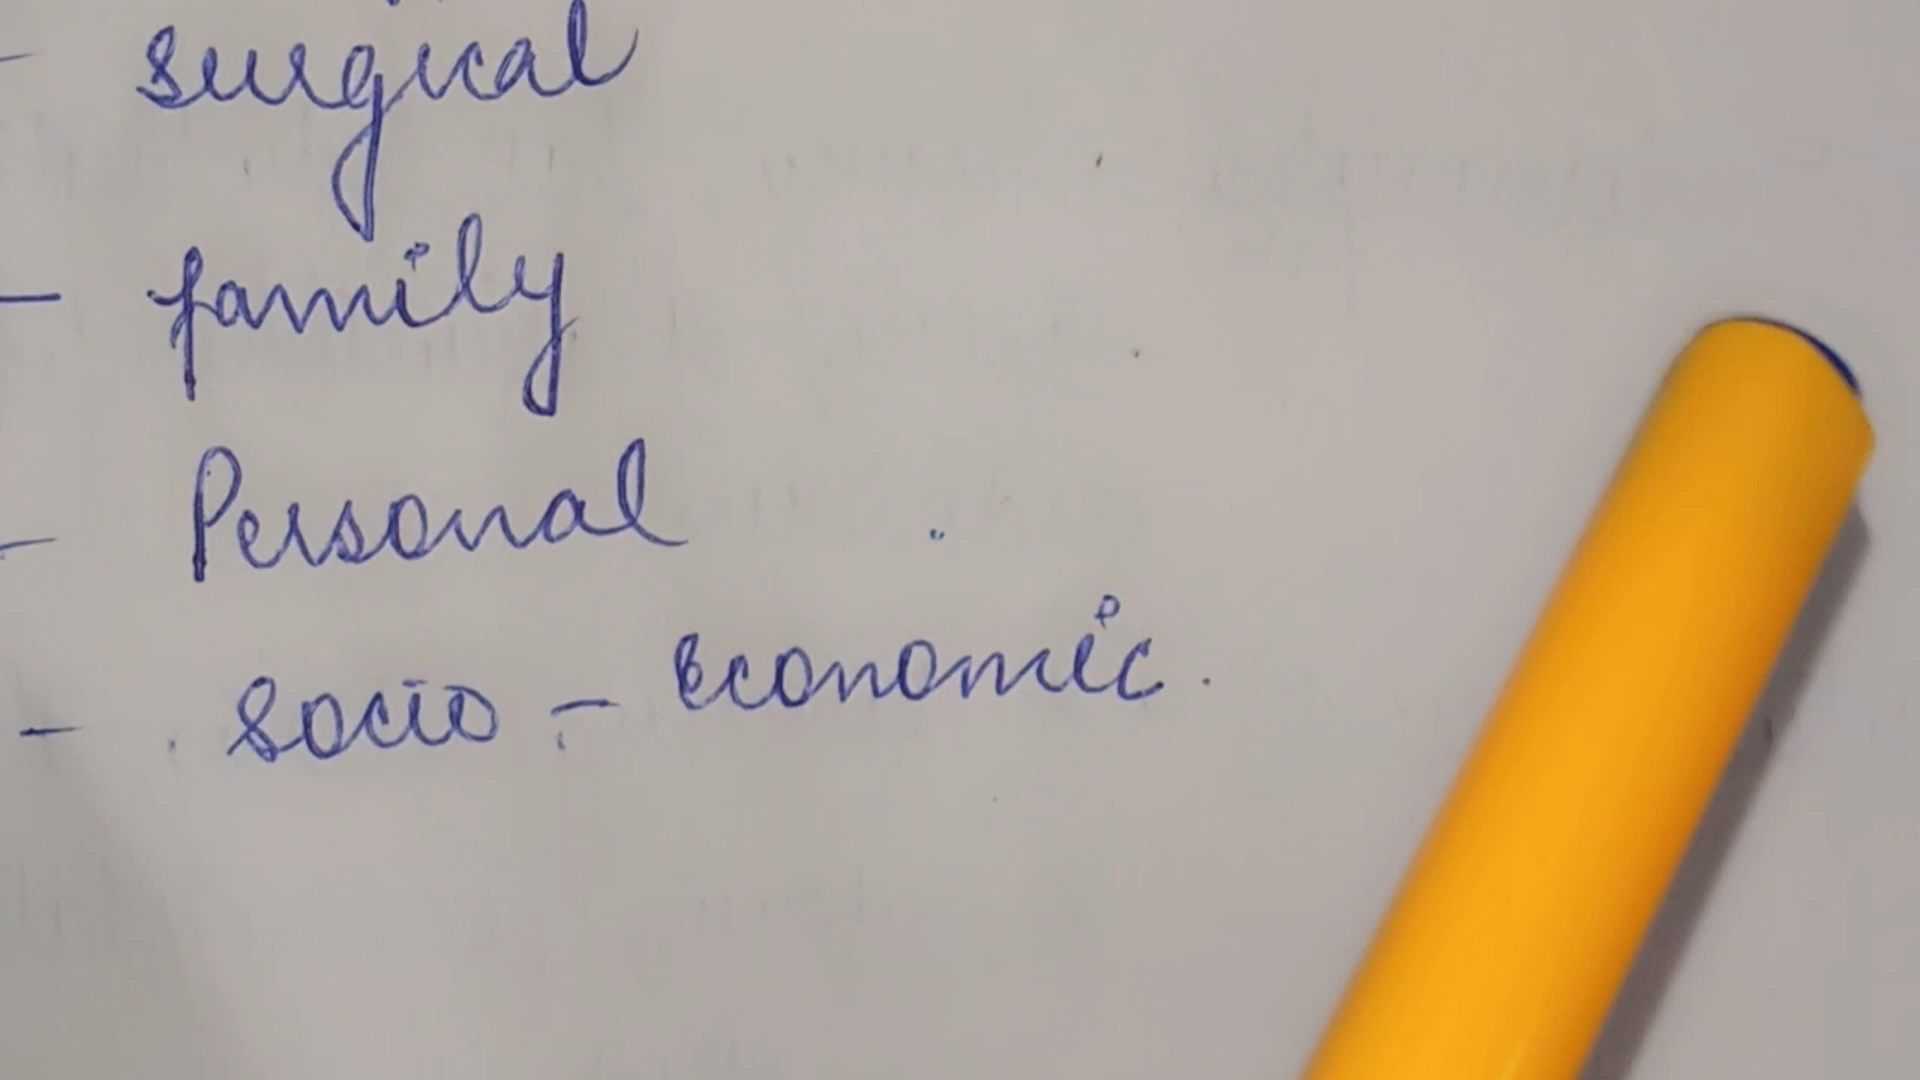 - surgical
- family
- Personal
- socio - economic.